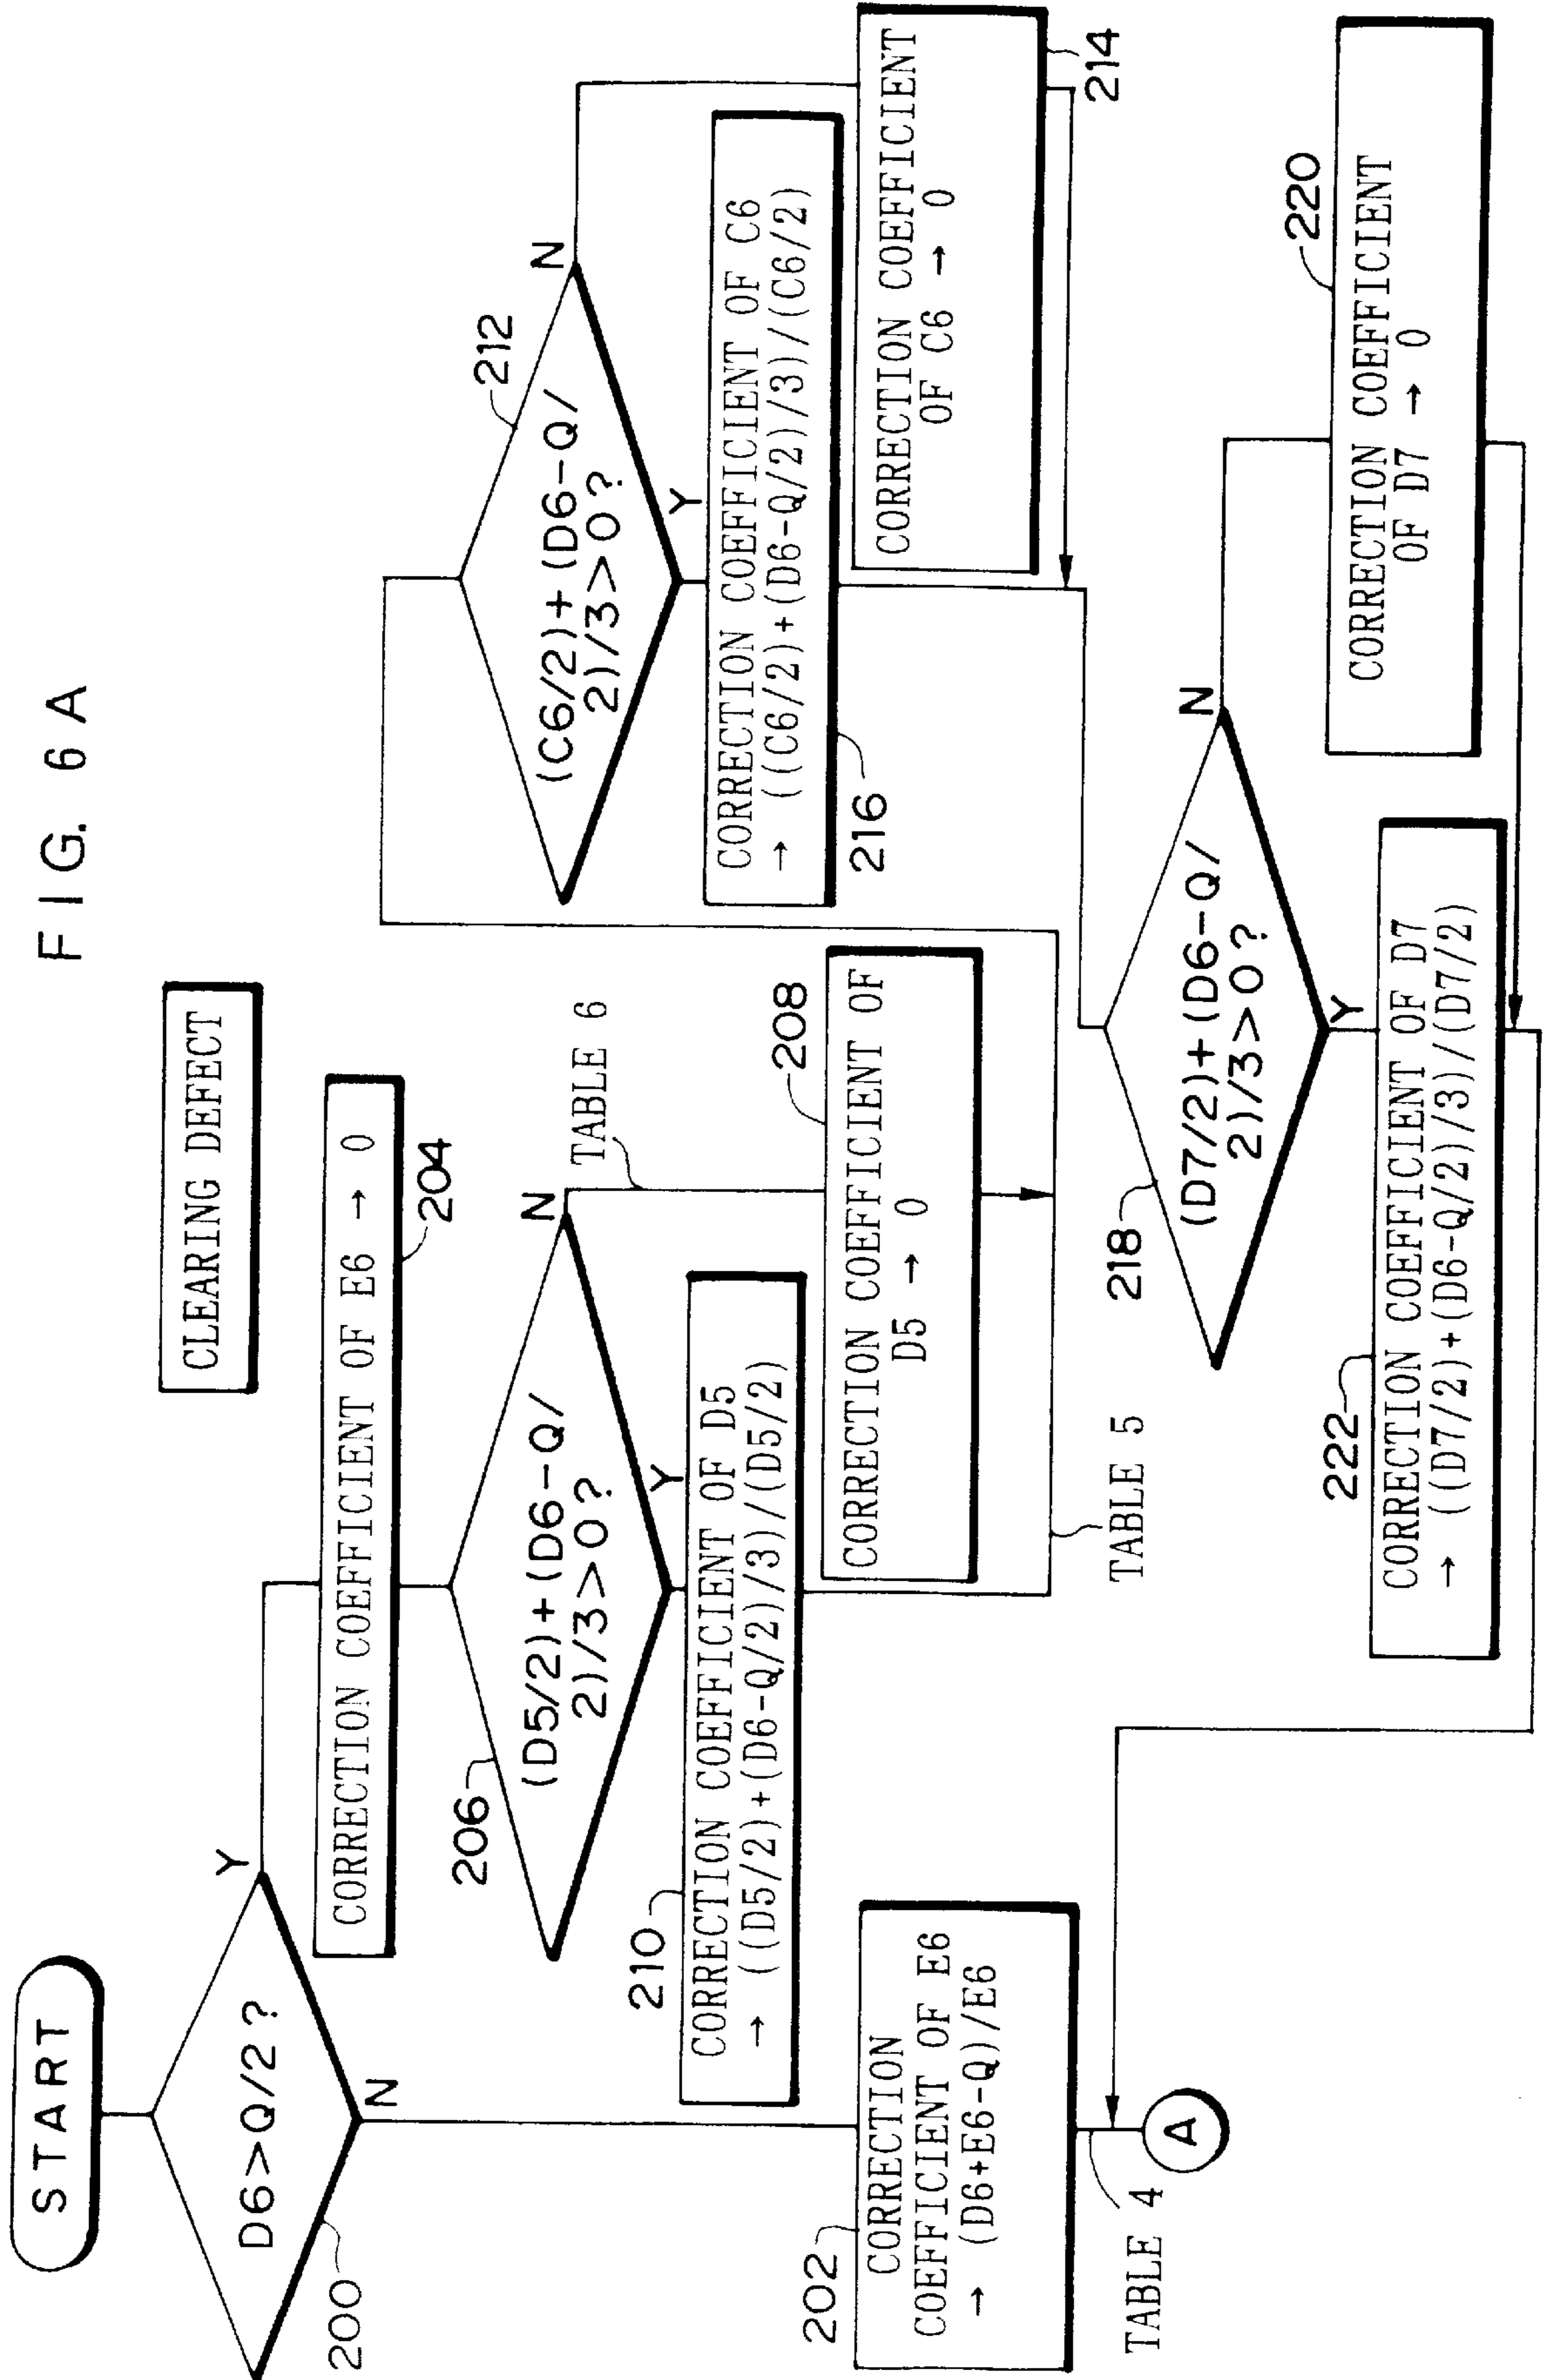 FIG. 6A
CLEARING DEFECT
START
D6>Q/2?
200
Y
N
202
CORRECTION
COEFFICIENT OF E6
→ (D6+E6-Q)/E6
TABLE 4
A
CORRECTION COEFFICIENT OF E6 → 0
204
206
(D5/2)+(D6-Q/
2)/3>0?
N
Y
TABLE 6
210
CORRECTION COEFFICIENT OF D5
→ ((D5/2)+(D6-Q/2)/3)/(D5/2)
208
CORRECTION COEFFICIENT OF
D5 → 0
TABLE 5
212
(C6/2)+(D6-Q/
2)/3>0?
N
Y
CORRECTION COEFFICIENT OF C6
→ ((C6/2)+(D6-Q/2)/3)/(C6/2)
216
CORRECTION COEFFICIENT
OF C6 → 0
214
218
(D7/2)+(D6-Q/
2)/3>0?
N
Y
220
CORRECTION COEFFICIENT
OF D7 → 0
222
CORRECTION COEFFICIENT OF D7
→ ((D7/2)+(D6-Q/2)/3)/(D7/2)